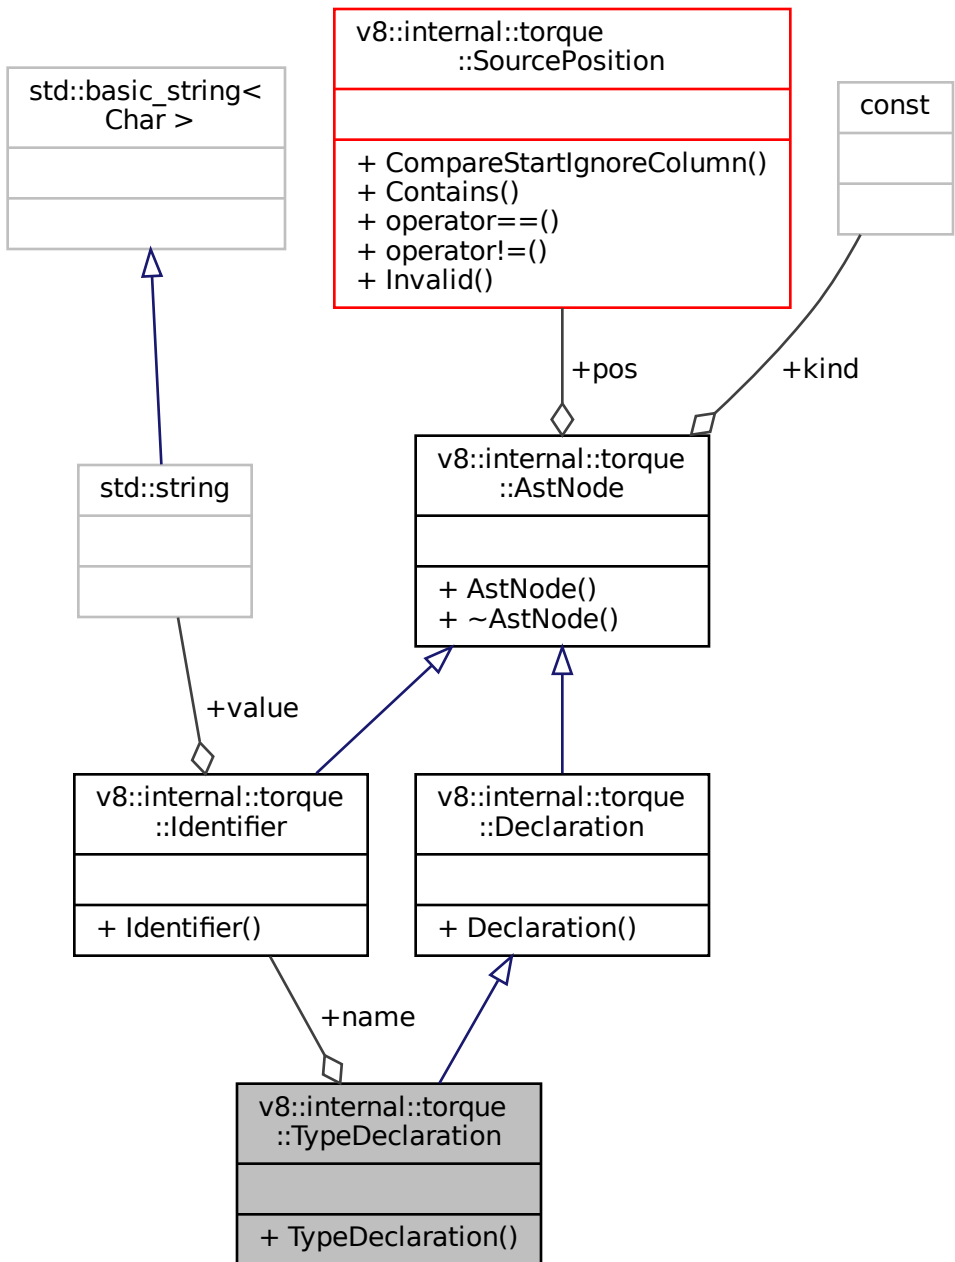 v8::internal::torque
::SourcePosition
+ CompareStartIgnoreColumn()
+ Contains()
+ operator==()
+ operator!=()
+ Invalid()
std::basic_string<
Char >
const
+pos
+kind
v8::internal::torque
::AstNode
+ AstNode()
+ ~AstNode()
std::string
+value
v8::internal::torque
::Identifier
+ Identifier()
v8::internal::torque
::Declaration
+ Declaration()
+name
v8::internal::torque
::TypeDeclaration
+ TypeDeclaration()